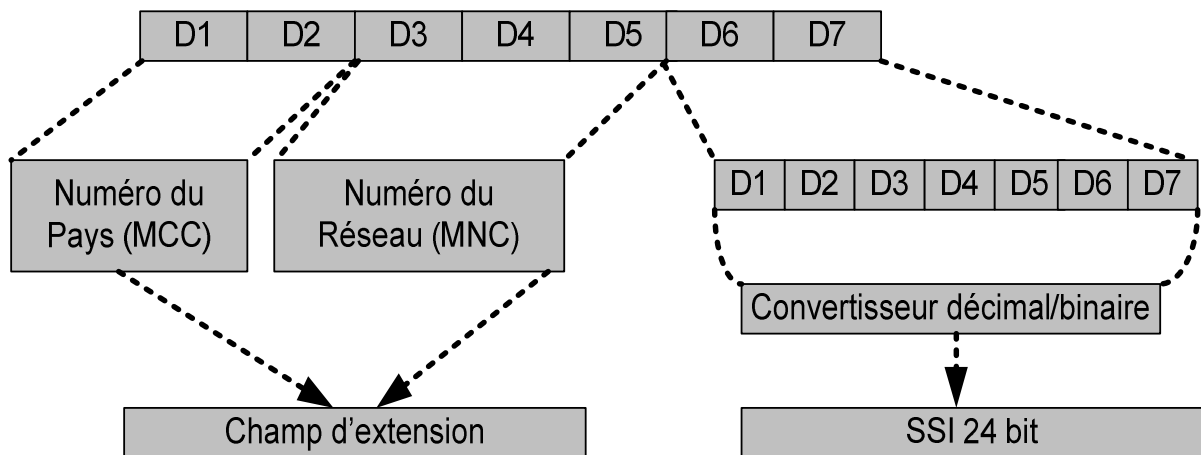 D1 D2 D3 D4 D5 D6 D7
Numéro du
Pays (MCC)
Numéro du
Réseau (MNC)
D1 D2 D3 D4 D5 D6 D7
Convertisseur décimal/binaire
Champ d’extension
SSI 24 bit